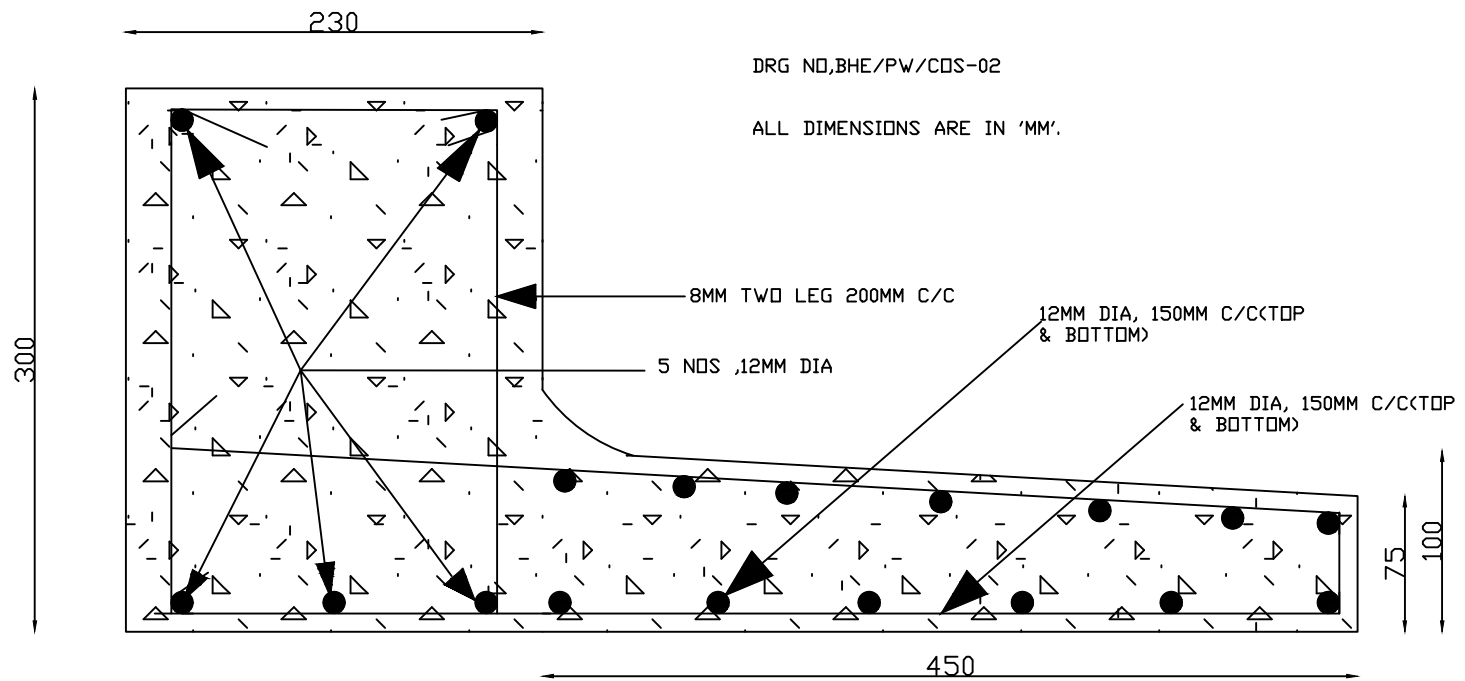 230
DRG NO,BHE/PW/COS-02
ALL DIMENSIONS ARE IN 'MM'.
300
8MM TWO LEG 200MM C/C
12MM DIA, 150MM C/C(TOP
& BOTTOM)
5 NOS ,12MM DIA
12MM DIA, 150MM C/C(TOP
& BOTTOM)
75
100
450